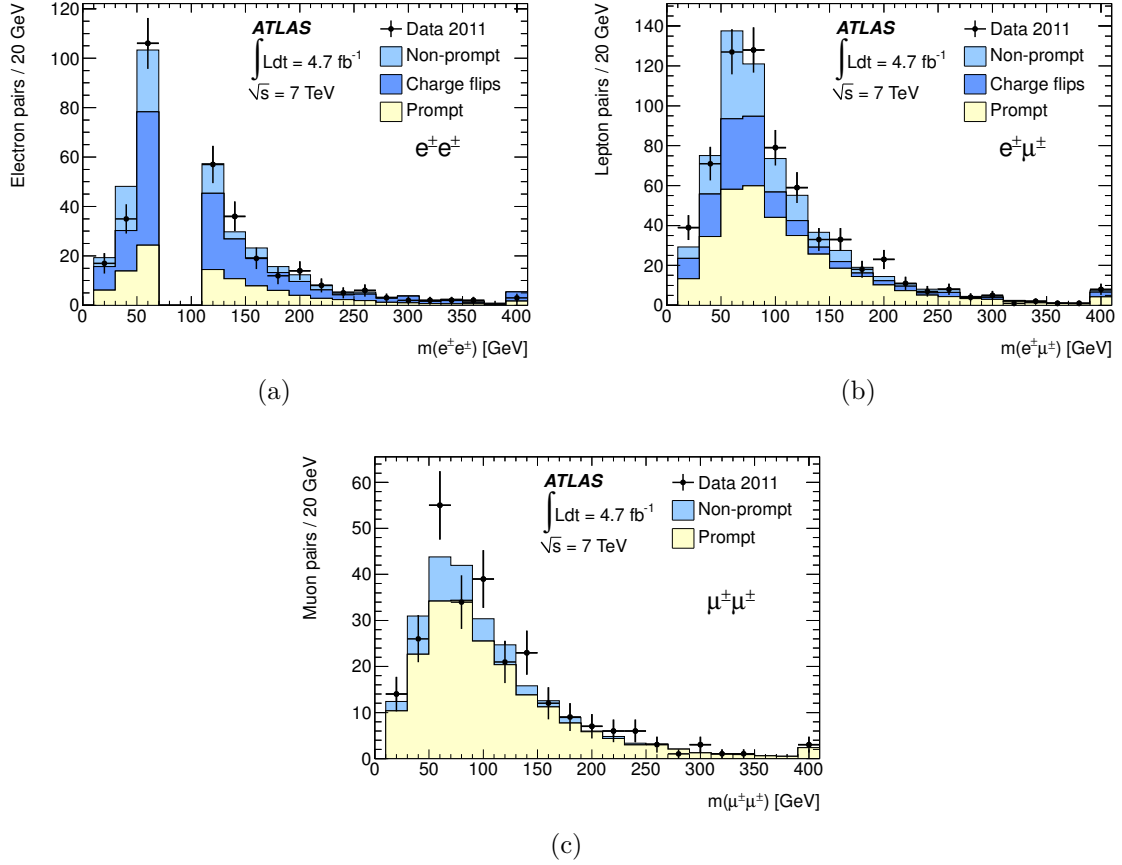 Electron pairs / 20 GeV
120
100
80
60
40
20
0
ATLAS
∫ Ldt = 4.7 fb⁻¹
√s = 7 TeV
Data 2011
Non-prompt
Charge flips
Prompt
e±e±
0 50 100 150 200 250 300 350 400
m(e±e±) [GeV]
(a)
Lepton pairs / 20 GeV
140
120
100
80
60
40
20
0
ATLAS
∫ Ldt = 4.7 fb⁻¹
√s = 7 TeV
Data 2011
Non-prompt
Charge flips
Prompt
e±μ±
0 50 100 150 200 250 300 350 400
m(e±μ±) [GeV]
(b)
Muon pairs / 20 GeV
60
50
40
30
20
10
0
ATLAS
∫ Ldt = 4.7 fb⁻¹
√s = 7 TeV
Data 2011
Non-prompt
Prompt
μ±μ±
0 50 100 150 200 250 300 350 400
m(μ±μ±) [GeV]
(c)